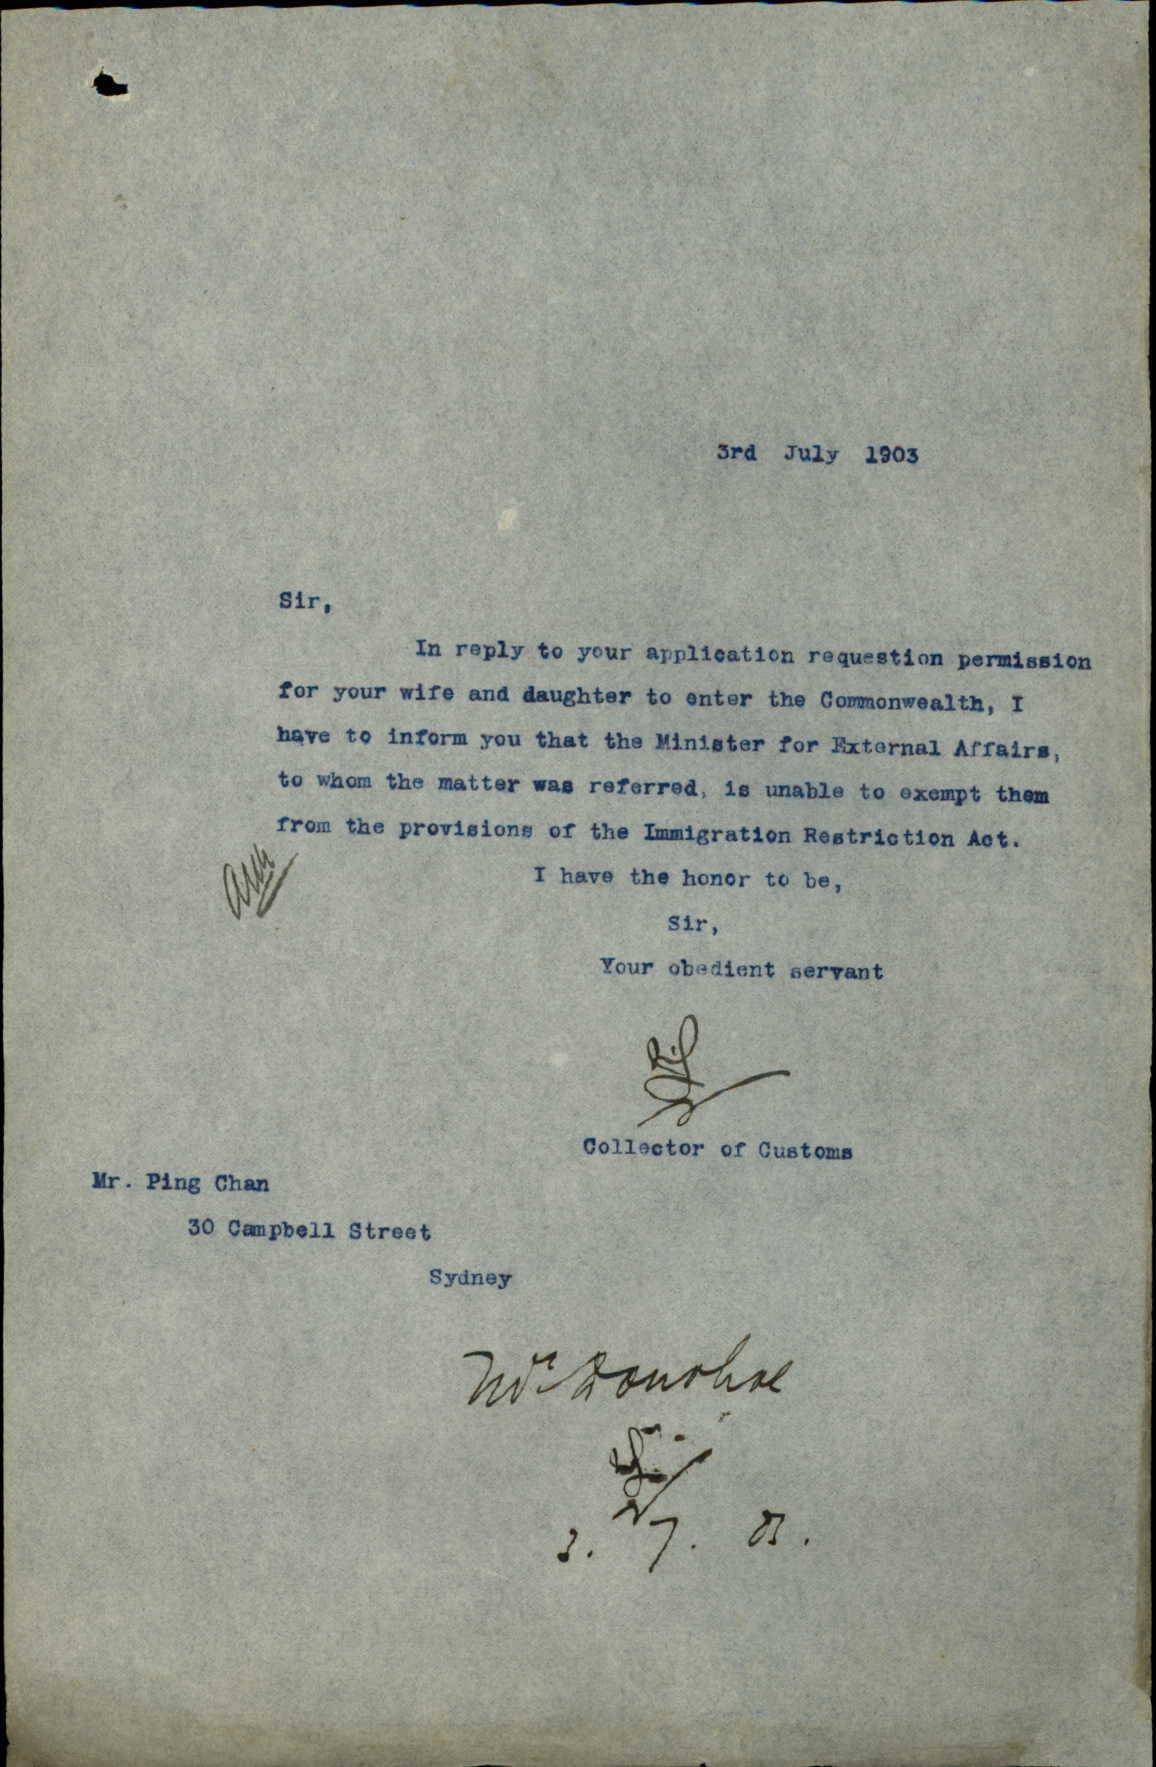 3rd July 1903
Sir,
In reply to your application requestion permission
for your wife and daughter to enter the Commonwealth, I
have to inform you that the Minister for External Affairs,
to whom the matter was referred, is unable to exempt them
from the provisions of the Immigration Restriction Act.
I have the honor to be,
Sir,
Your obedient servant
Collector of Customs
Mr. Ping Chan
30 Campbell Street
Sydney
Mr Donohoe
3. 7. 03.